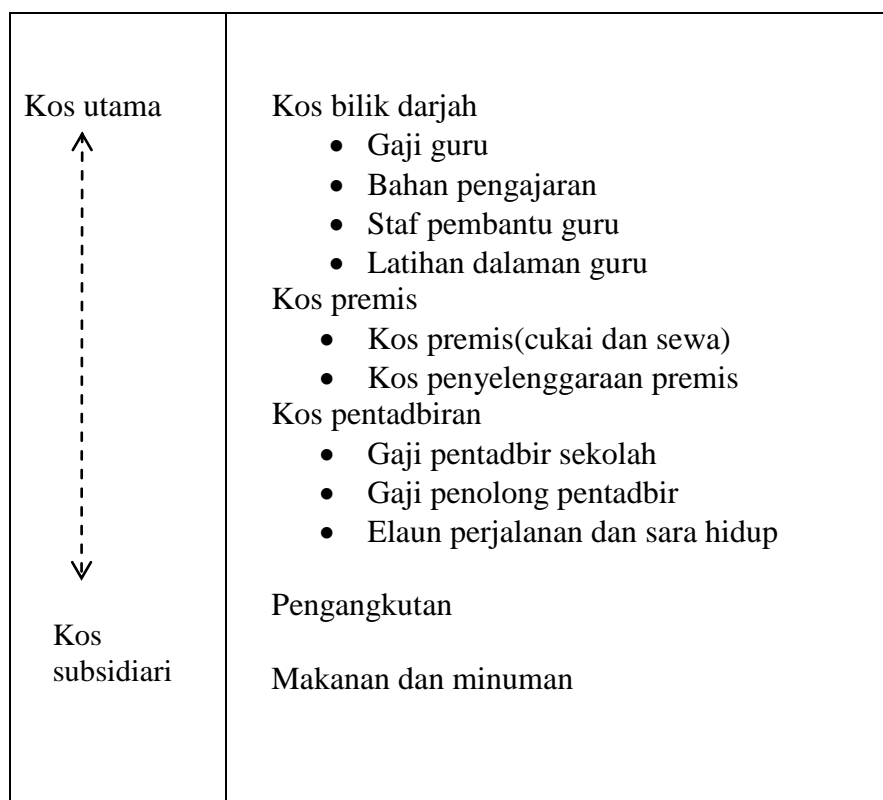 Kos utama
Kos bilik darjah
• Gaji guru
• Bahan pengajaran
• Staf pembantu guru
• Latihan dalaman guru
Kos premis
• Kos premis(cukai dan sewa)
• Kos penyelenggaraan premis
Kos pentadbiran
• Gaji pentadbir sekolah
• Gaji penolong pentadbir
• Elaun perjalanan dan sara hidup
Pengangkutan
Kos
subsidiari
Makanan dan minuman